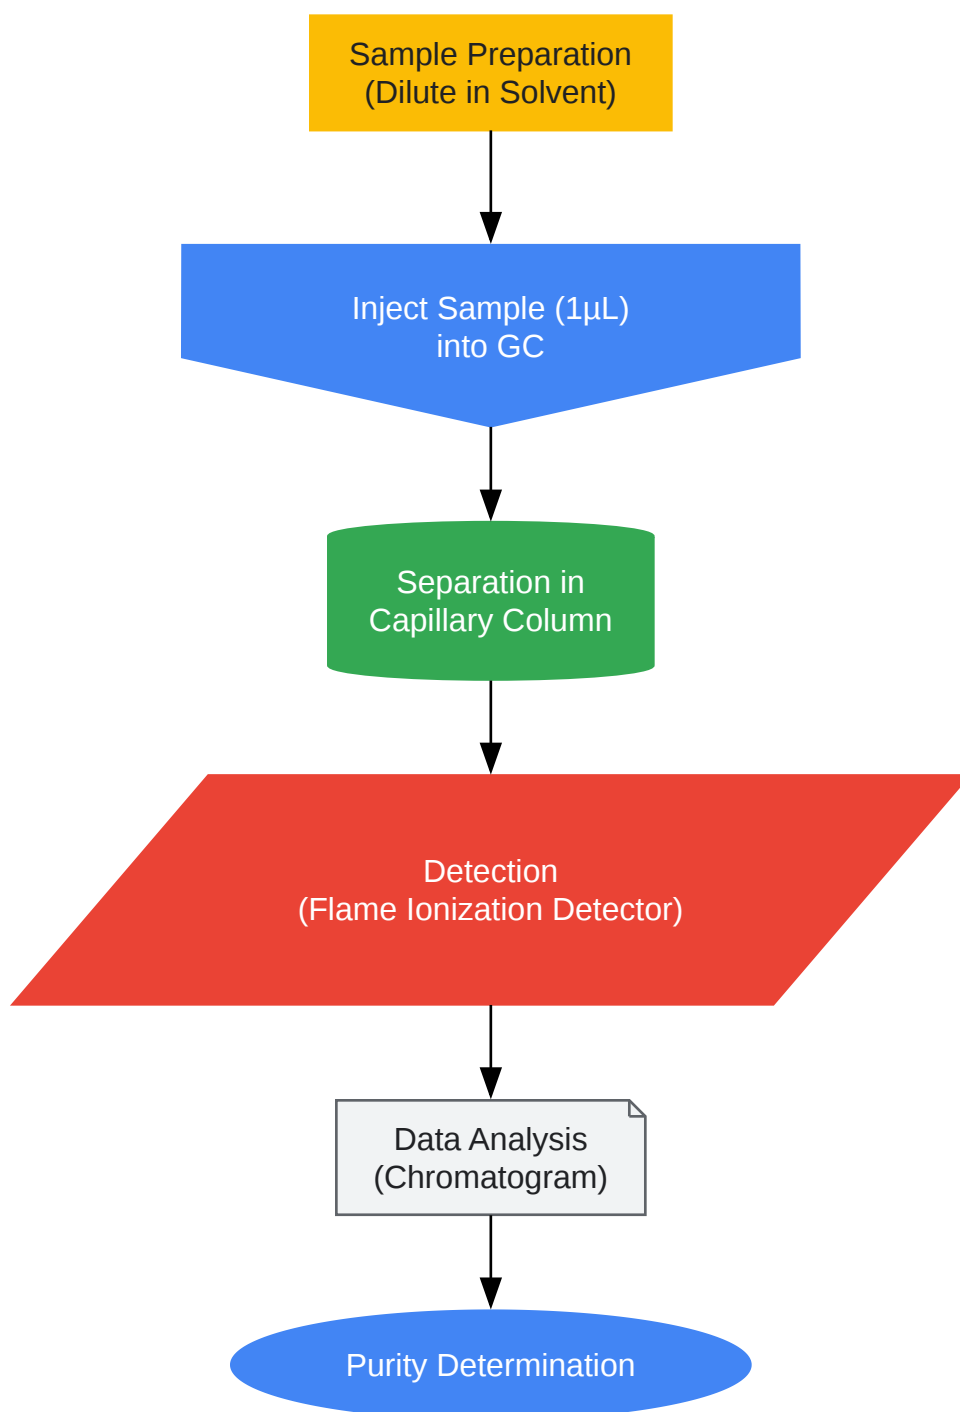 Sample Preparation
(Dilute in Solvent)
Inject Sample (1µL)
into GC
Separation in
Capillary Column
Detection
(Flame Ionization Detector)
Data Analysis
(Chromatogram)
Purity Determination